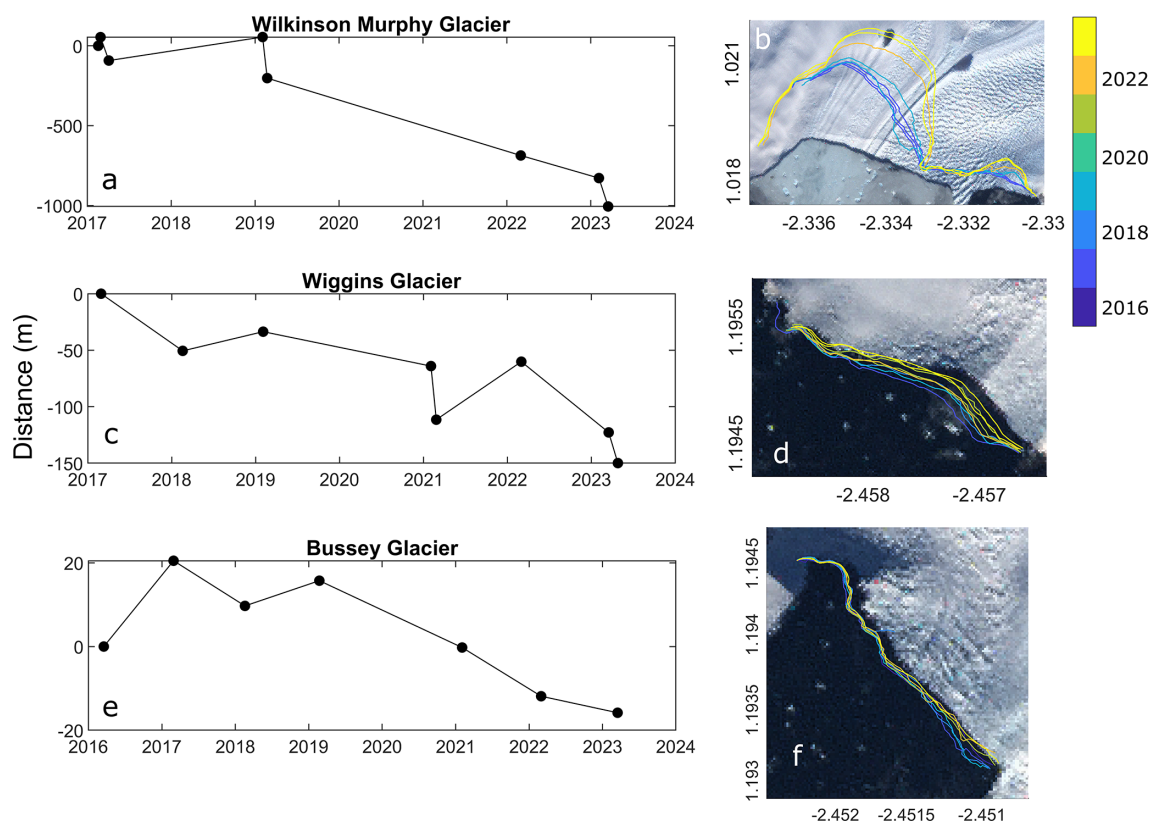 Wilkinson Murphy Glacier
0
-500
-1000
a
2017 2018 2019 2020 2021 2022 2023 2024
b
1.021
1.018
-2.336 -2.334 -2.332 -2.33
2022
2020
2018
2016
Distance (m)
Wiggins Glacier
0
-50
-100
-150
c
2017 2018 2019 2020 2021 2022 2023 2024
d
1.1955
1.1945
-2.458 -2.457
Bussey Glacier
20
0
-20
e
2016 2017 2018 2019 2020 2021 2022 2023 2024
f
1.1945
1.194
1.1935
1.193
-2.452 -2.4515 -2.451